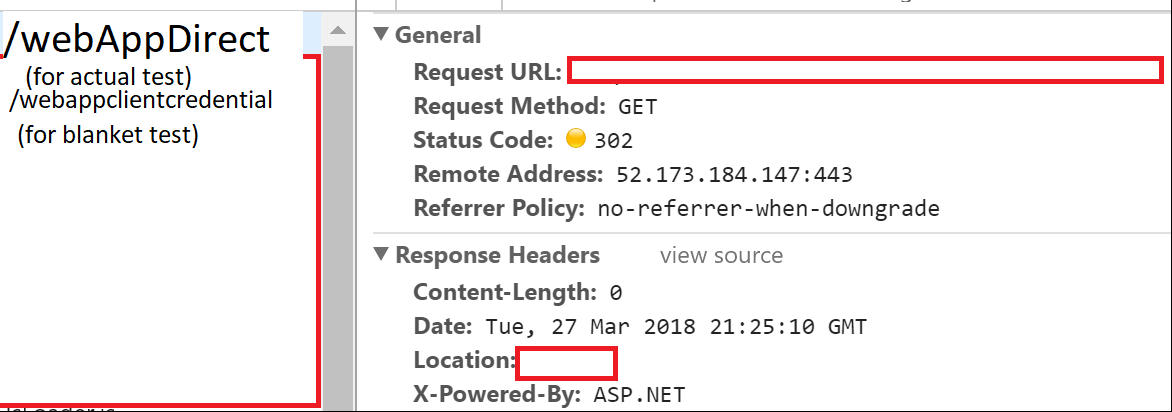 /webAppDirect
(for actual test)
/webappclientcredential
(for blanket test)
General
Request URL:
Request Method: GET
Status Code: 302
Remote Address: 52.173.184.147:443
Referrer Policy: no-referrer-when-downgrade
Response Headers view source
Content-Length: 0
Date: Tue, 27 Mar 2018 21:25:10 GMT
Location:
X-Powered-By: ASP.NET